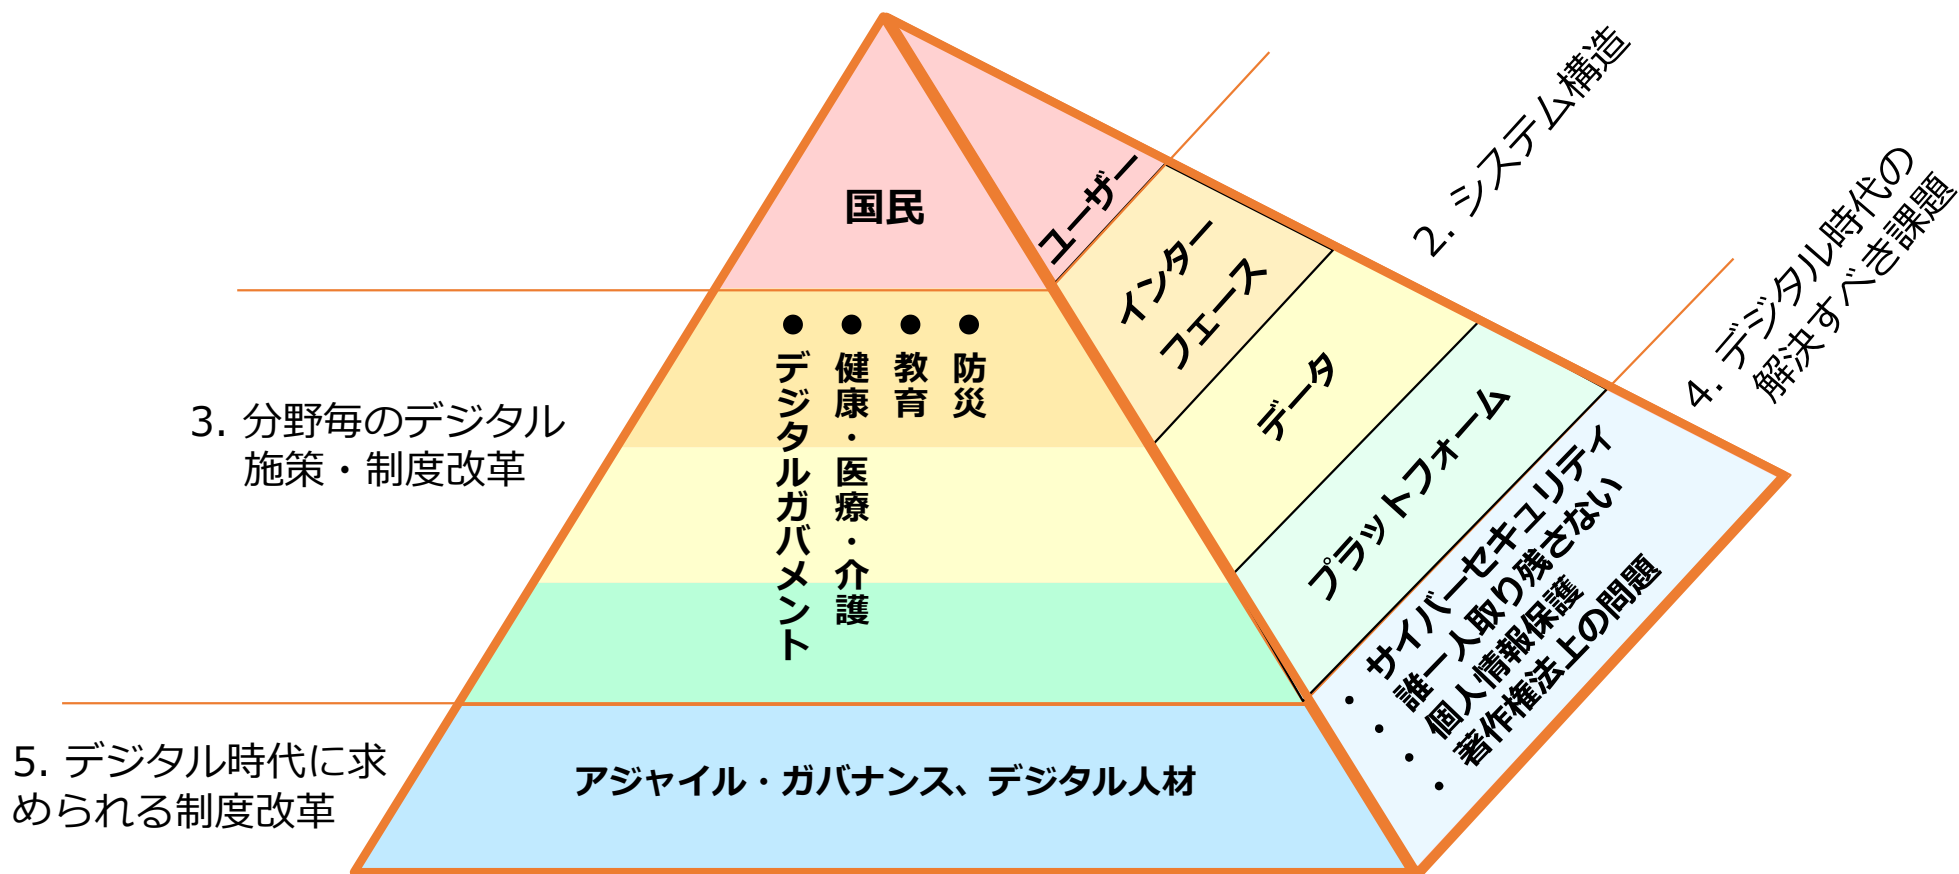 国民
ユーザー
インター
フェース
データ
プラットフォーム
2. システム構造
4. デジタル時代の
解決すべき課題
3. 分野毎のデジタル
施策・制度改革
● 防災
● 教育
● 健康・医療・介護
● デジタルガバメント
・ サイバーセキュリティ
・ 誰一人取り残さない
・ 個人情報保護
・ 著作権法上の問題
5. デジタル時代に求
められる制度改革
アジャイル・ガバナンス、デジタル人材